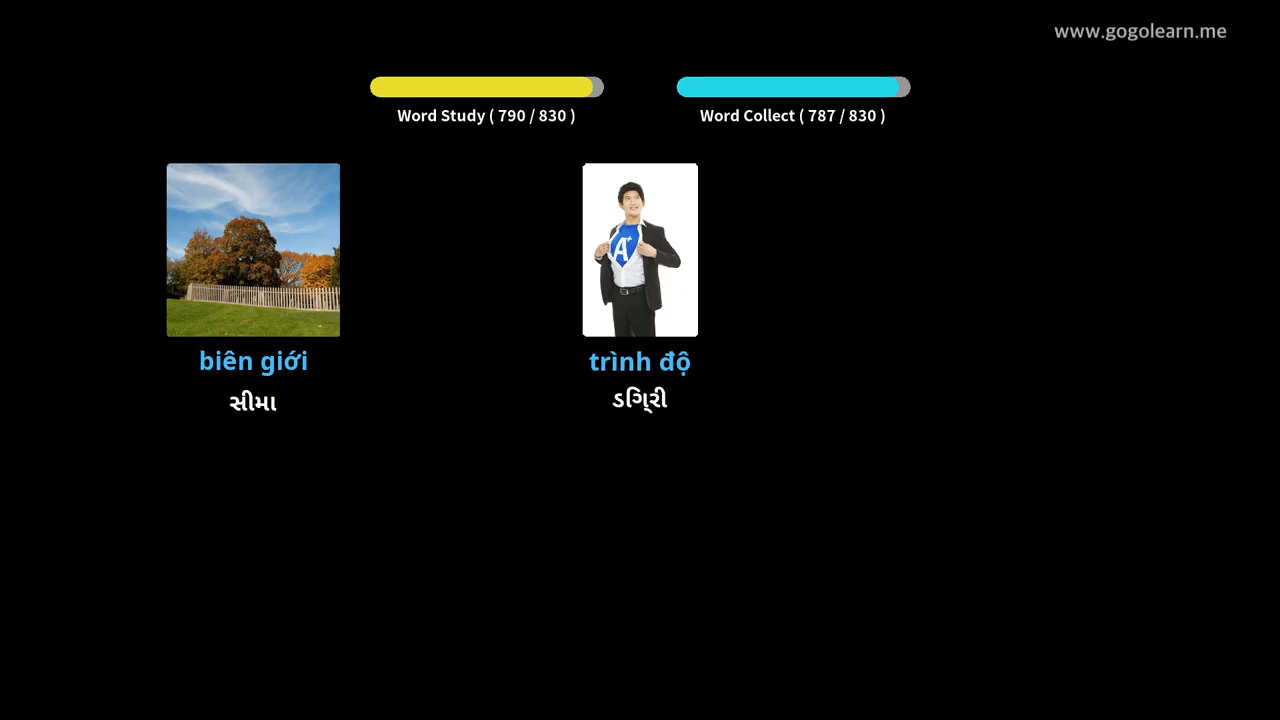 www.gogolearn.me
Word Study ( 790 / 830 )
Word Collect ( 787 / 830 )
A+
biên giới
trình độ
સીમા
ડિગ્રી